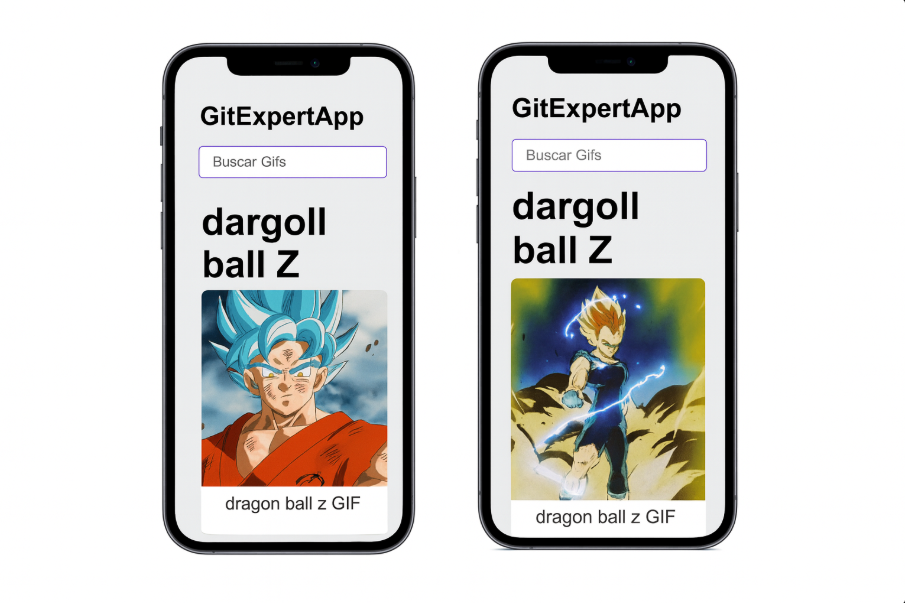 GitExpertApp
Buscar Gifs
dargoll
ball Z
dragon ball z GIF
GitExpertApp
Buscar Gifs
dargoll
ball Z
dragon ball z GIF